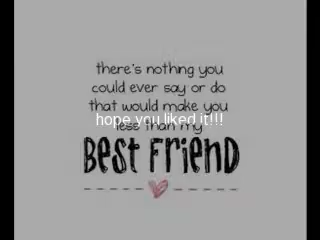 there's nothing you
could ever say or do
that would make you
hope you liked it!!!
less than my
BEST FRIEND